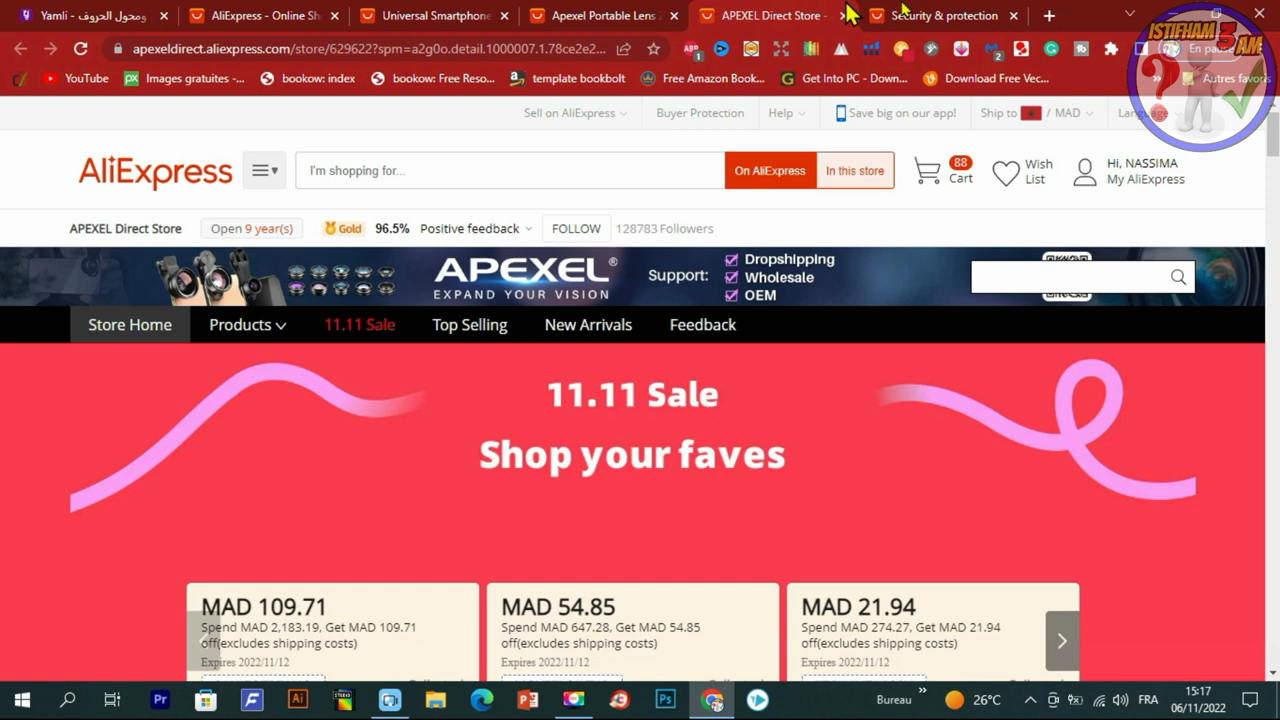 Yamli - ومحول الحروف
AliExpress - Online Sh
Universal Smartphone
Apexel Portable Lens
APEXEL Direct Store -
Security & protection
apexeldirect.aliexpress.com/store/629622?spm=a2g0o.detail.1000007.1.78ce2e2...
En pause
YouTube
Images gratuites -...
bookow: index
bookow: Free Reso...
template bookbolt
Free Amazon Book...
Get Into PC - Down...
Download Free Vec...
»
Autres favoris
ISTIFHAM 3AM
Sell on AliExpress
Buyer Protection
Help
Save big on our app!
Ship to / MAD
Language
AliExpress
I'm shopping for...
On AliExpress
In this store
88
Cart
Wish
List
Hi, NASSIMA
My AliExpress
APEXEL Direct Store
Open 9 year(s)
Gold
96.5% Positive feedback
FOLLOW
128783 Followers
APEXEL®
EXPAND YOUR VISION
Support:
Dropshipping
Wholesale
OEM
Store Home
Products
11.11 Sale
Top Selling
New Arrivals
Feedback
11.11 Sale
Shop your faves
MAD 109.71
Spend MAD 2,183.19, Get MAD 109.71
off(excludes shipping costs)
Expires 2022/11/12
MAD 54.85
Spend MAD 647.28, Get MAD 54.85
off(excludes shipping costs)
Expires 2022/11/12
MAD 21.94
Spend MAD 274.27, Get MAD 21.94
off(excludes shipping costs)
Expires 2022/11/12
Bureau
»
26°C
FRA
15:17
06/11/2022